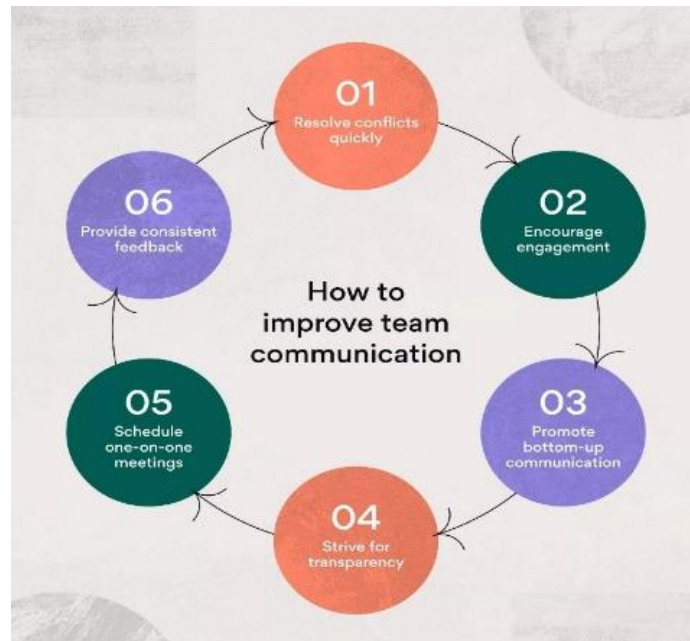 How to
improve team
communication
01
Resolve conflicts
quickly
02
Encourage
engagement
03
Promote
bottom-up
communication
04
Strive for
transparency
05
Schedule
one-on-one
meetings
06
Provide consistent
feedback